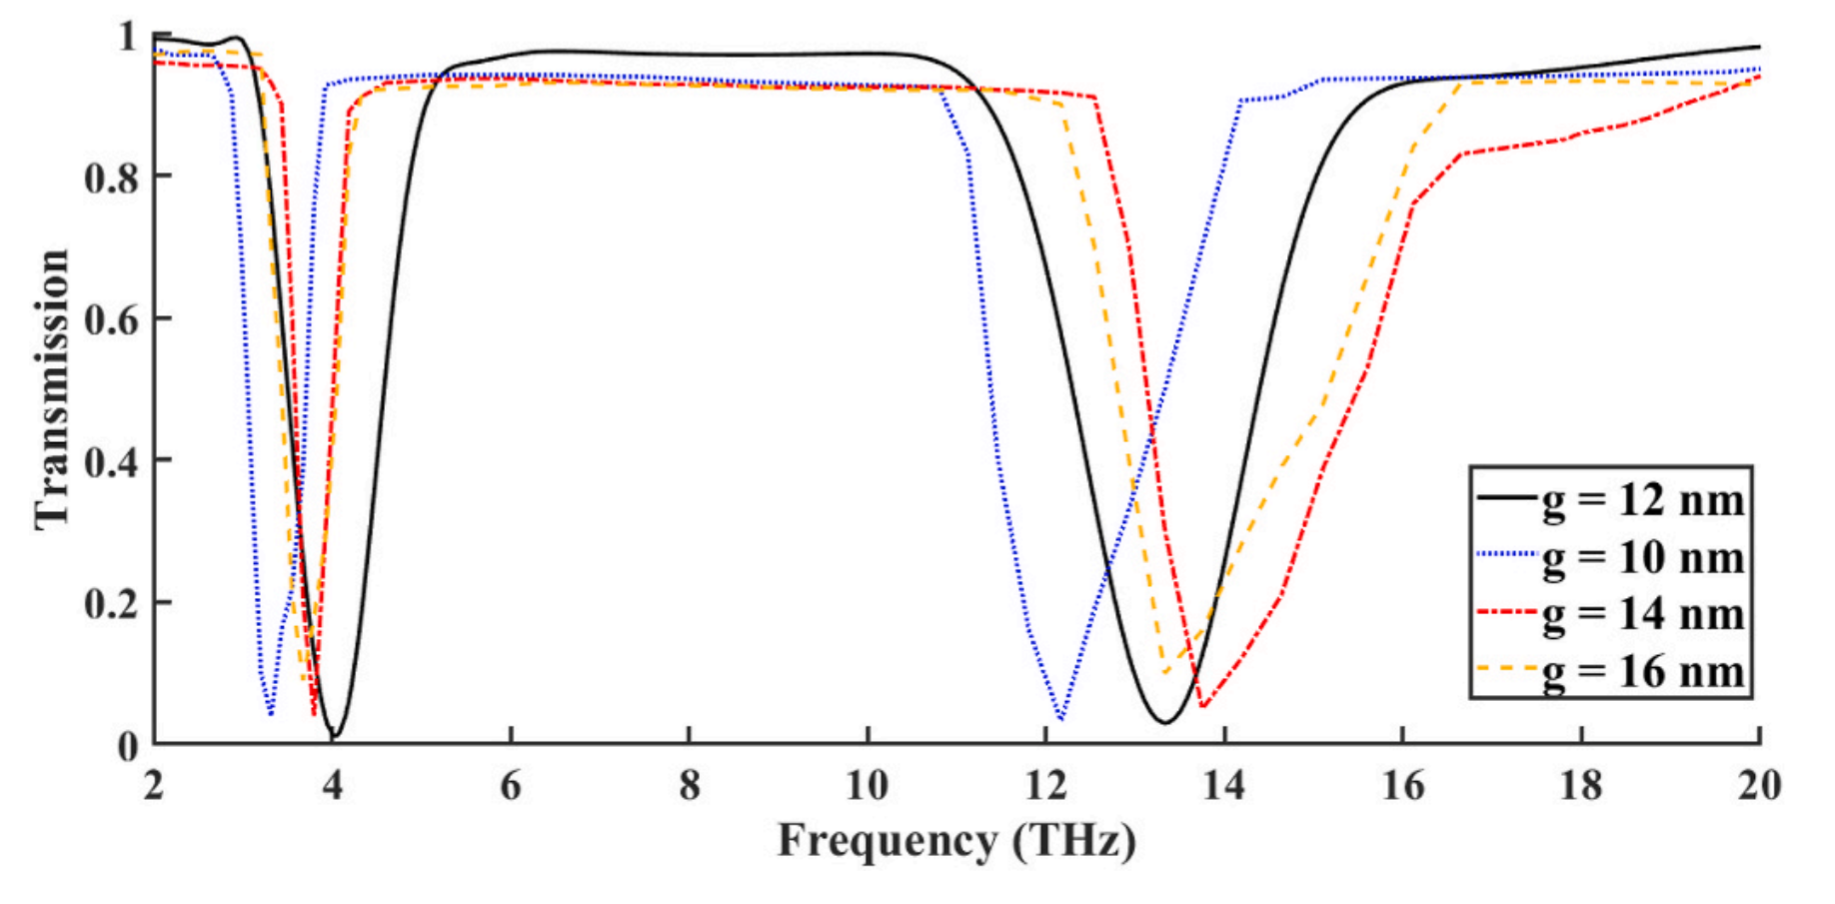 Transmission
1
0.8
0.6
0.4
0.2
0
2 4 6 8 10 12 14 16 18 20
Frequency (THz)
g = 12 nm
g = 10 nm
g = 14 nm
g = 16 nm